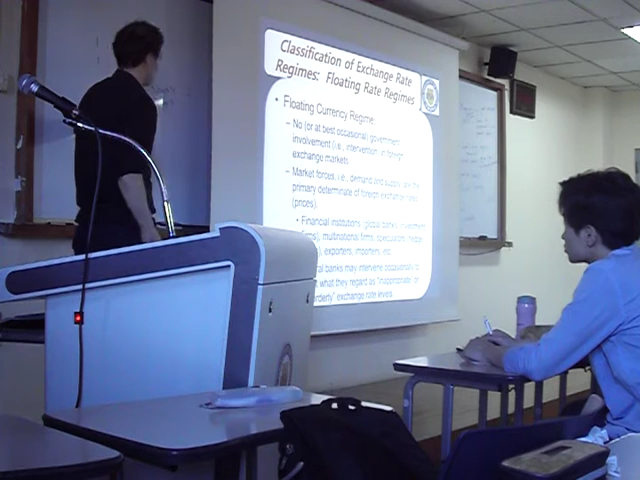 Classification of Exchange Rate
Regimes: Floating Rate Regimes
• Floating Currency Regime:
– No (or at best occasional) government
involvement (i.e., intervention) in foreign
exchange markets
– Market forces, i.e., demand and supply are the
primary determinate of foreign exchange rates
(prices).
• Financial institutions (global banks, investment
firms), multinational firms, speculators (hedge
), exporters, importers, etc.
banks may intervene occasionally to
what they regard as "inappropriate" or
exchange rate levels.